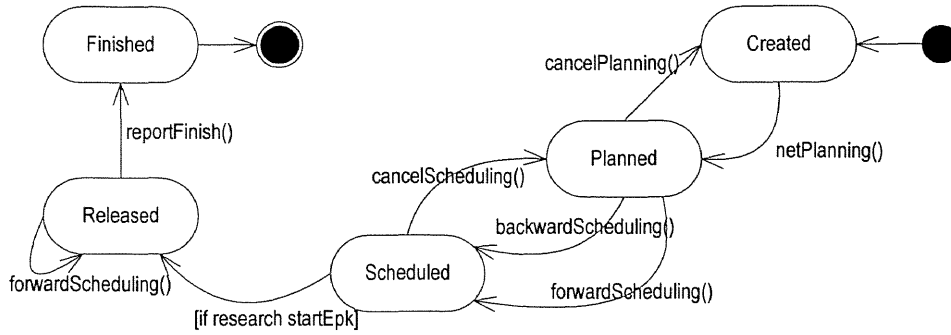 Finished
Created
cancelPlanning()
reportFinish()
Planned
netPlanning()
cancelScheduling()
Released
backwardScheduling()
Scheduled
forwardScheduling()
forwardScheduling()
[if research startEpk]